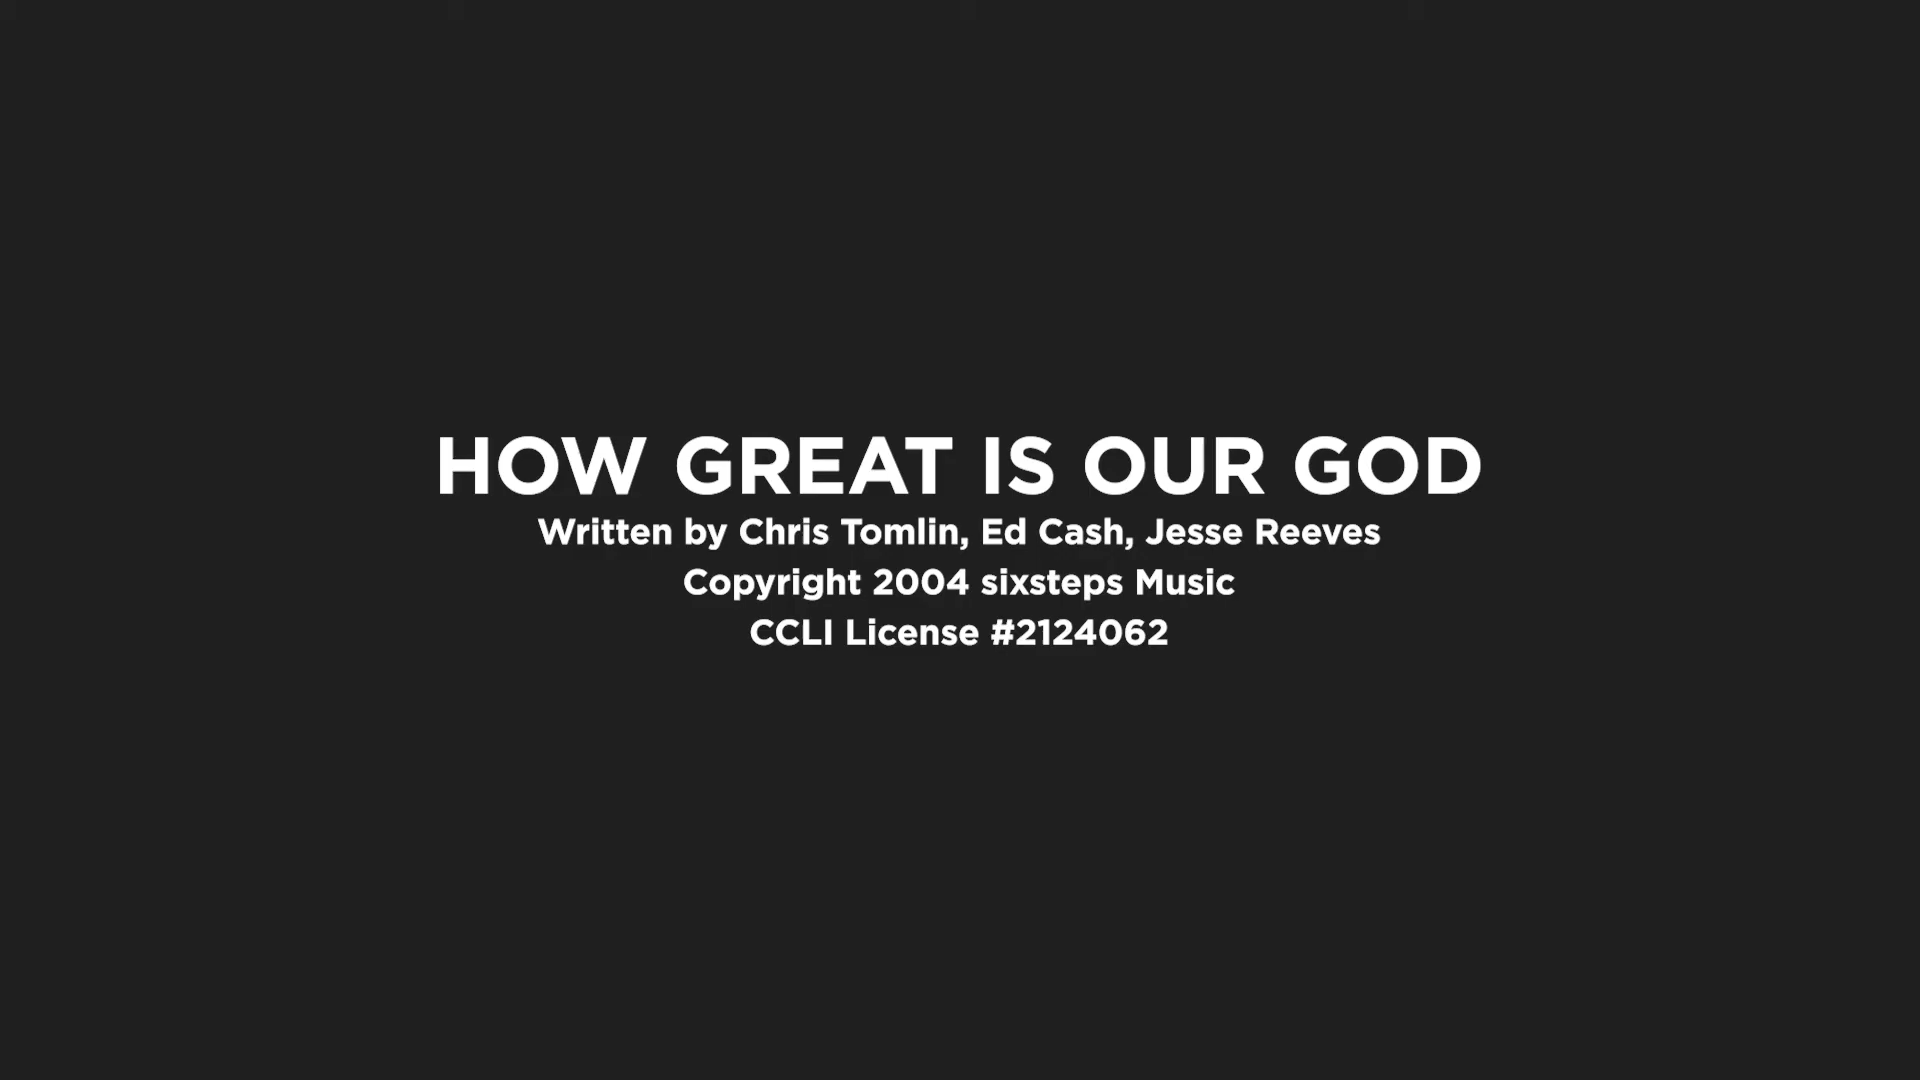 HOW GREAT IS OUR GOD
Written by Chris Tomlin, Ed Cash, Jesse Reeves
Copyright 2004 sixsteps Music
CCLI License #2124062